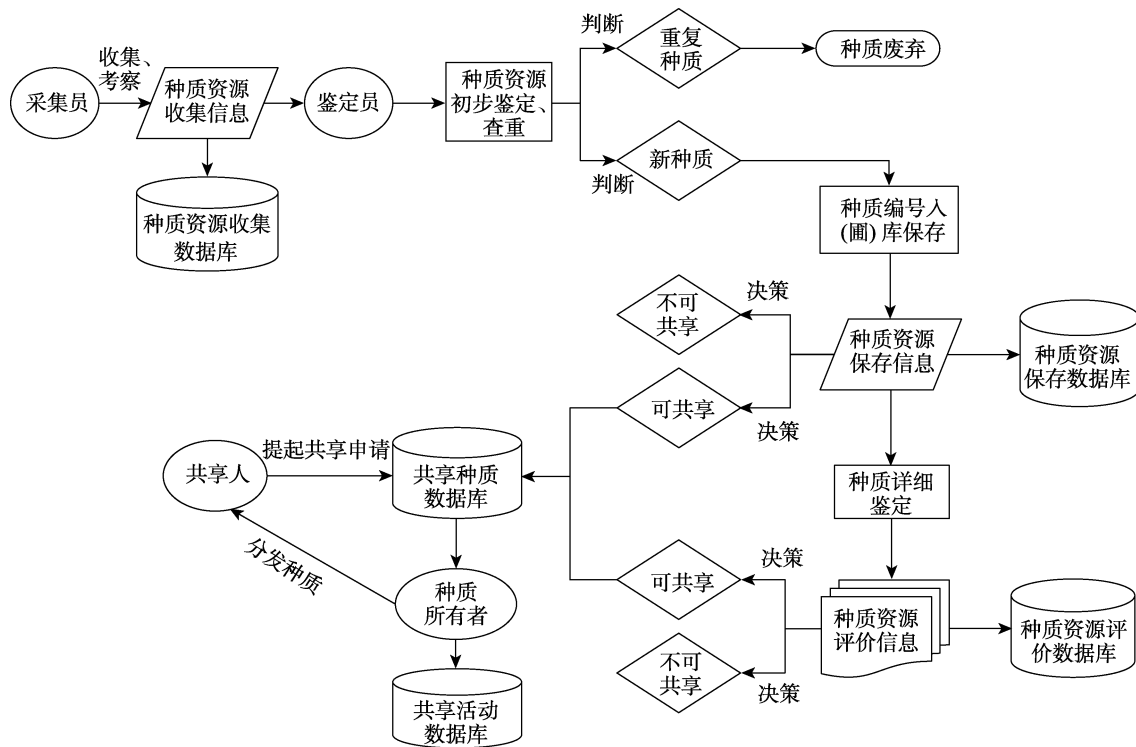 判断
重复
种质
种质废弃
收集、
考察
采集员
种质资源
收集信息
鉴定员
种质资源
初步鉴定、
查重
新种质
判断
种质资源收集
数据库
种质编号入
(圃) 库保存
决策
不可
共享
种质资源
保存信息
种质资源
保存数据库
可共享
决策
提起共享申请
共享人
共享种质
数据库
种质详细
鉴定
分发种质
种质
所有者
决策
可共享
种质资源
评价信息
种质资源评
价数据库
不可
共享
决策
共享活动
数据库